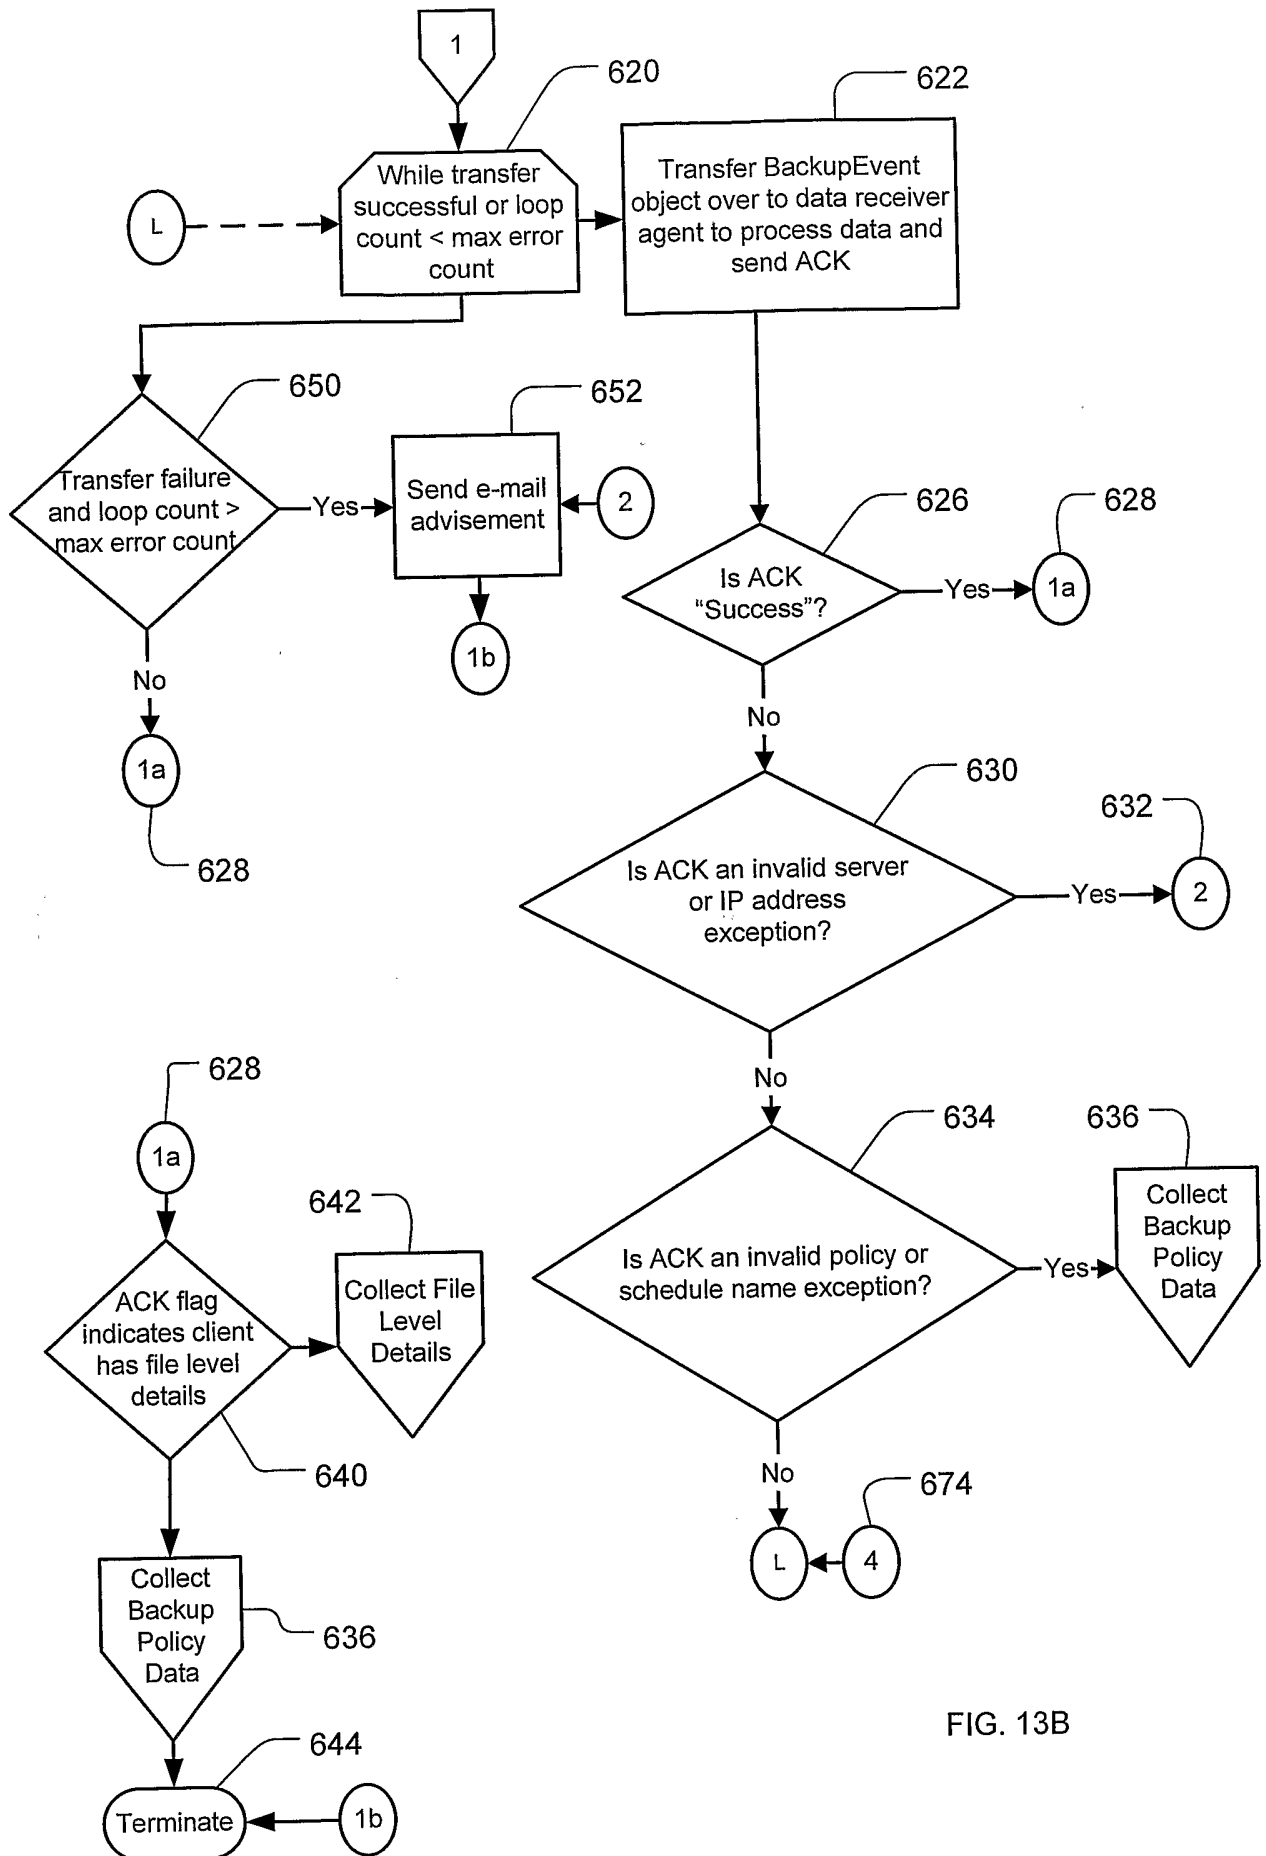 1
620
622
While transfer
successful or loop
count < max error
count
Transfer BackupEvent
object over to data receiver
agent to process data and
send ACK
L
650
652
Transfer failure
and loop count >
max error count
Yes
Send e-mail
advisement
2
626
628
Is ACK
“Success”?
Yes
1a
1b
No
No
1a
628
630
632
Is ACK an invalid server
or IP address
exception?
Yes
2
No
628
1a
634
636
642
Is ACK an invalid policy or
schedule name exception?
Yes
Collect
Backup
Policy
Data
ACK flag
indicates client
has file level
details
Collect File
Level
Details
640
No
674
L
4
Collect
Backup
Policy
Data
636
644
Terminate
1b
FIG. 13B